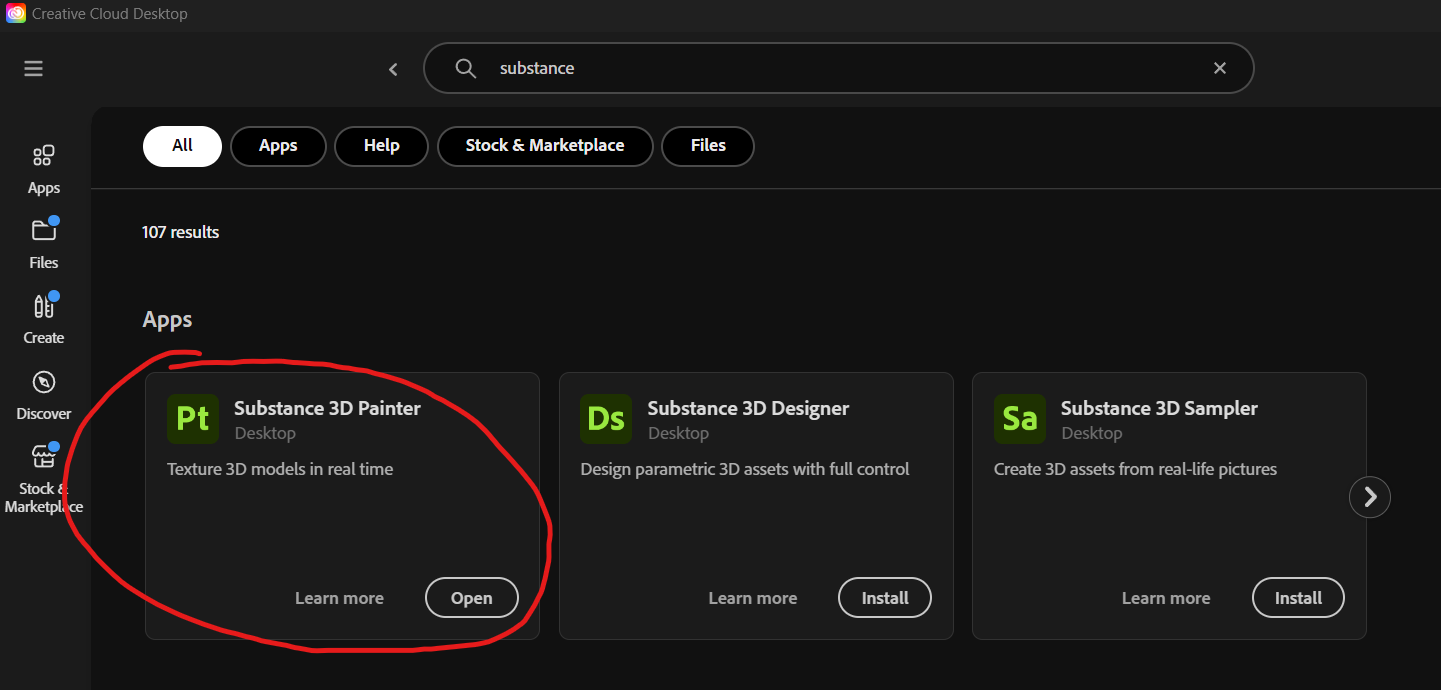 Creative Cloud Desktop
substance
All Apps Help Stock & Marketplace Files
Apps
Files
Create
Discover
Stock &
Marketplace
107 results
Apps
Pt
Substance 3D Painter
Desktop
Texture 3D models in real time
Learn more Open
Ds
Substance 3D Designer
Desktop
Design parametric 3D assets with full control
Learn more Install
Sa
Substance 3D Sampler
Desktop
Create 3D assets from real-life pictures
Learn more Install